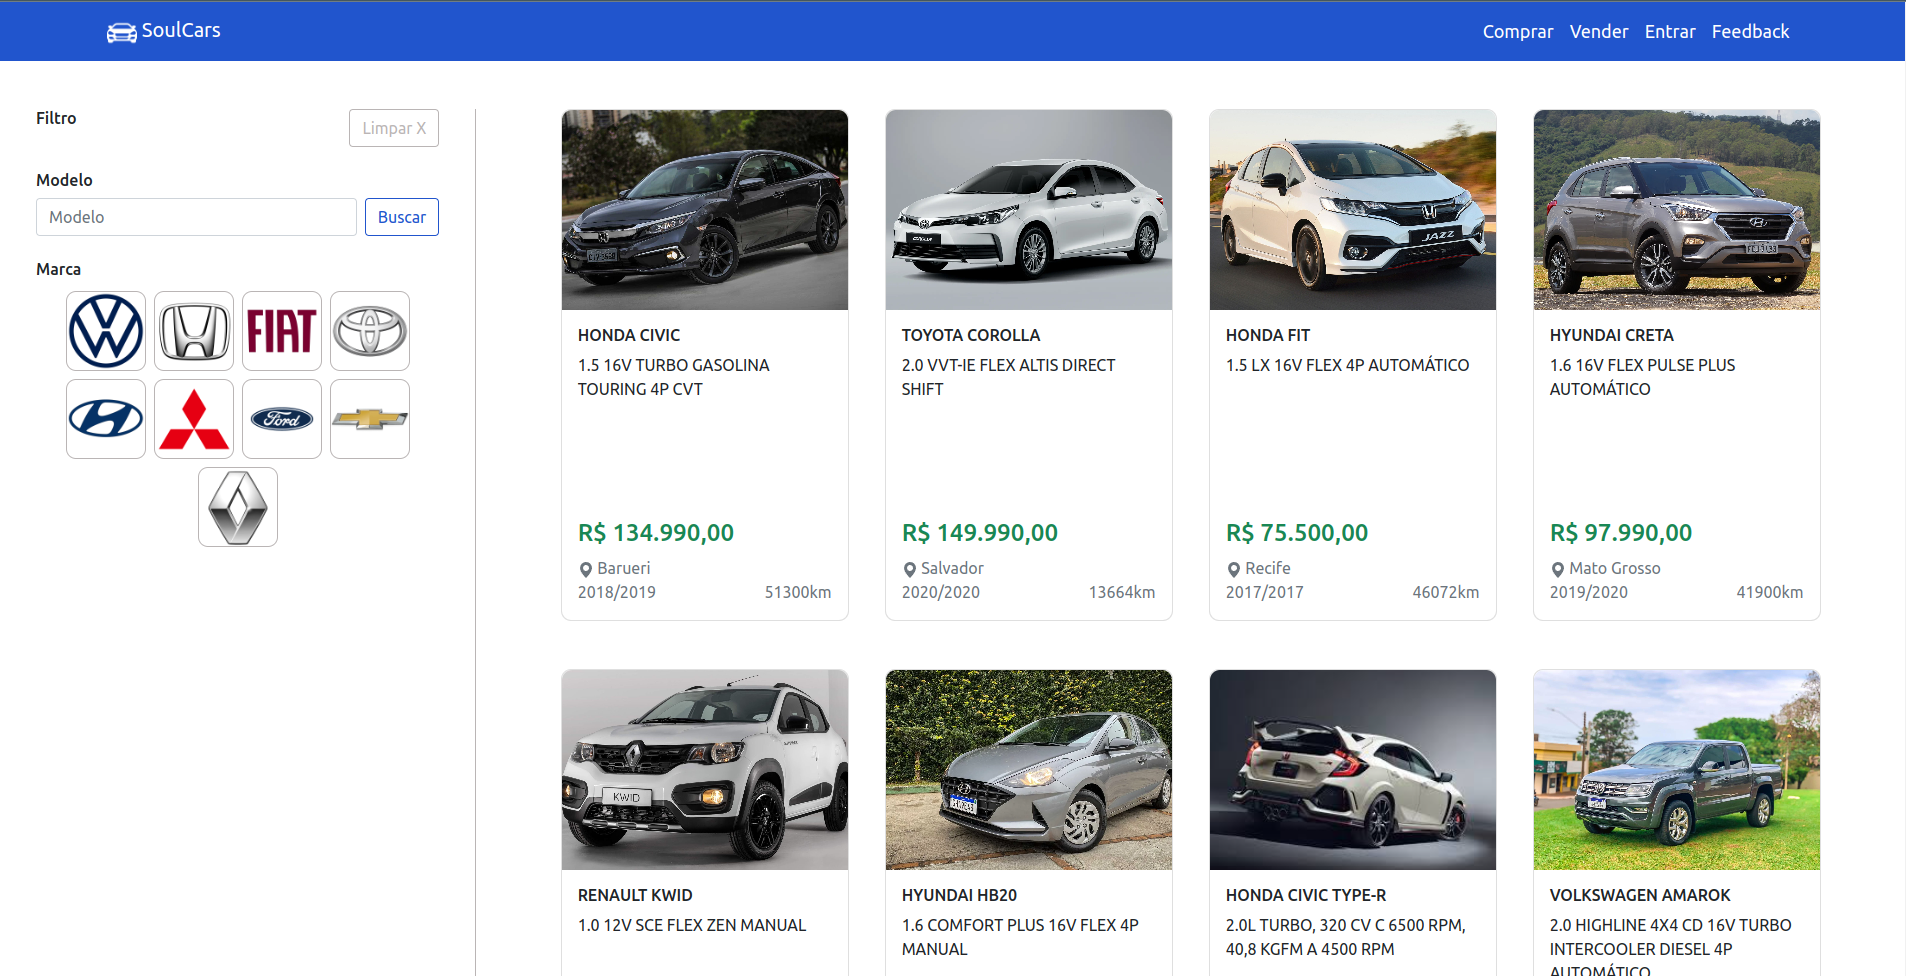 SoulCars
Comprar Vender Entrar Feedback
Filtro
Limpar X
Modelo
Modelo
Buscar
Marca
FIAT
Ford
COROLLA
JAZZ
HONDA CIVIC
1.5 16V TURBO GASOLINA
TOURING 4P CVT
R$ 134.990,00
Barueri
2018/2019 51300km
TOYOTA COROLLA
2.0 VVT-IE FLEX ALTIS DIRECT
SHIFT
R$ 149.990,00
Salvador
2020/2020 13664km
HONDA FIT
1.5 LX 16V FLEX 4P AUTOMÁTICO
R$ 75.500,00
Recife
2017/2017 46072km
HYUNDAI CRETA
1.6 16V FLEX PULSE PLUS
AUTOMÁTICO
R$ 97.990,00
Mato Grosso
2019/2020 41900km
KWID
RENAULT KWID
1.0 12V SCE FLEX ZEN MANUAL
HYUNDAI HB20
1.6 COMFORT PLUS 16V FLEX 4P
MANUAL
HONDA CIVIC TYPE-R
2.0L TURBO, 320 CV C 6500 RPM,
40,8 KGFM A 4500 RPM
VOLKSWAGEN AMAROK
2.0 HIGHLINE 4X4 CD 16V TURBO
INTERCOOLER DIESEL 4P
AUTOMÁTICO